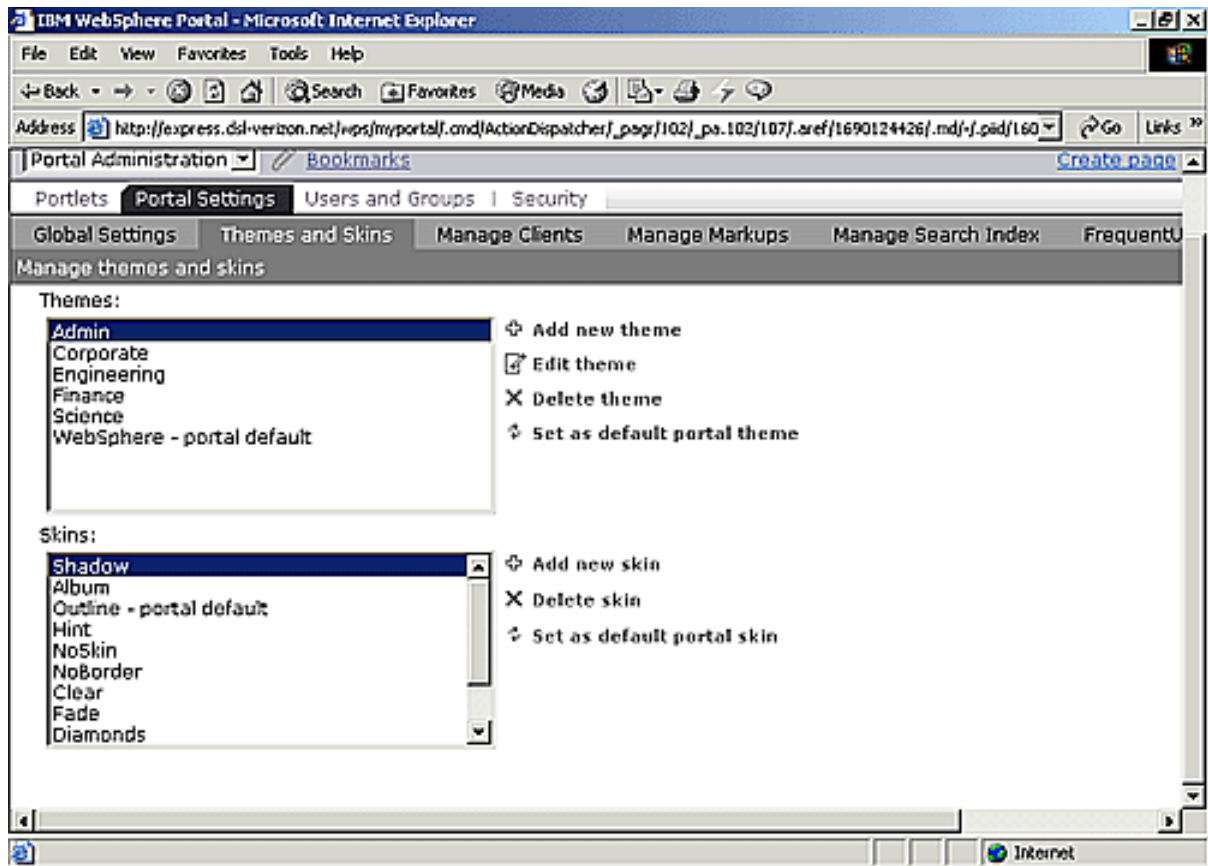 IBM WebSphere Portal - Microsoft Internet Explorer
File Edit View Favorites Tools Help
Back Search Favorites Media
Address http://express.dsl-verizon.net/wps/myportal/.cmd/ActionDispatcher/_pagr/102/_pa.102/107/.aref/1690124426/.md/-/.piid/160 Go Links »
Portal Administration Bookmarks Create page
Portlets Portal Settings Users and Groups | Security
Global Settings Themes and Skins Manage Clients Manage Markups Manage Search Index FrequentU
Manage themes and skins
Themes:
Admin
Corporate
Engineering
Finance
Science
WebSphere - portal default
Add new theme
Edit theme
Delete theme
Set as default portal theme
Skins:
Shadow
Album
Outline - portal default
Hint
NoSkin
NoBorder
Clear
Fade
Diamonds
Add new skin
Delete skin
Set as default portal skin
Internet